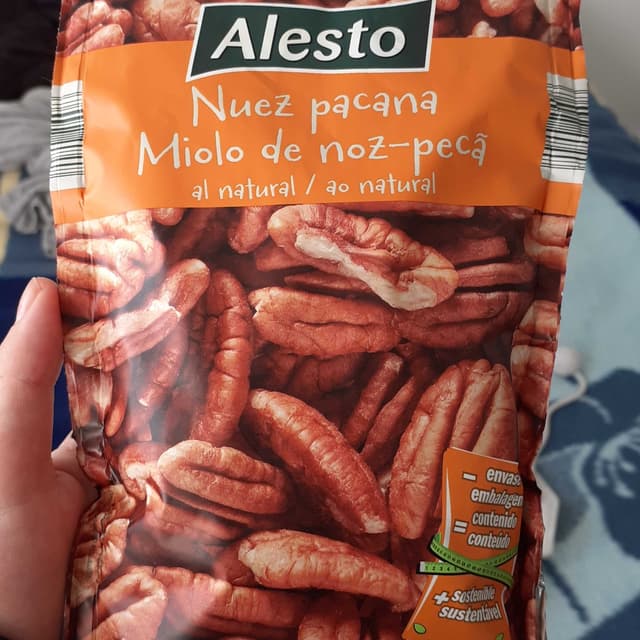 Alesto
Nuez pacana
Miolo de noz-pecã
al natural / ao natural
- envase
embalagem
= contenido
conteúdo
+ sostenible
sustentável